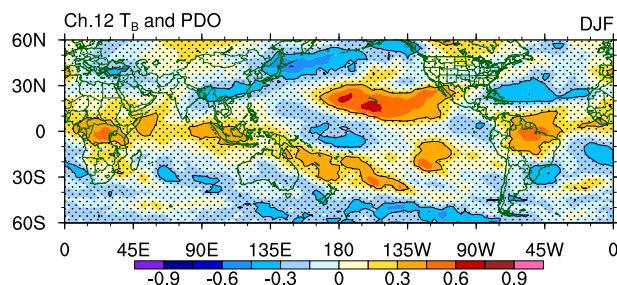 Ch.12 T_B and PDO DJF
60N
30N
0
30S
60S
0 45E 90E 135E 180 135W 90W 45W 0
-0.9 -0.6 -0.3 0 0.3 0.6 0.9